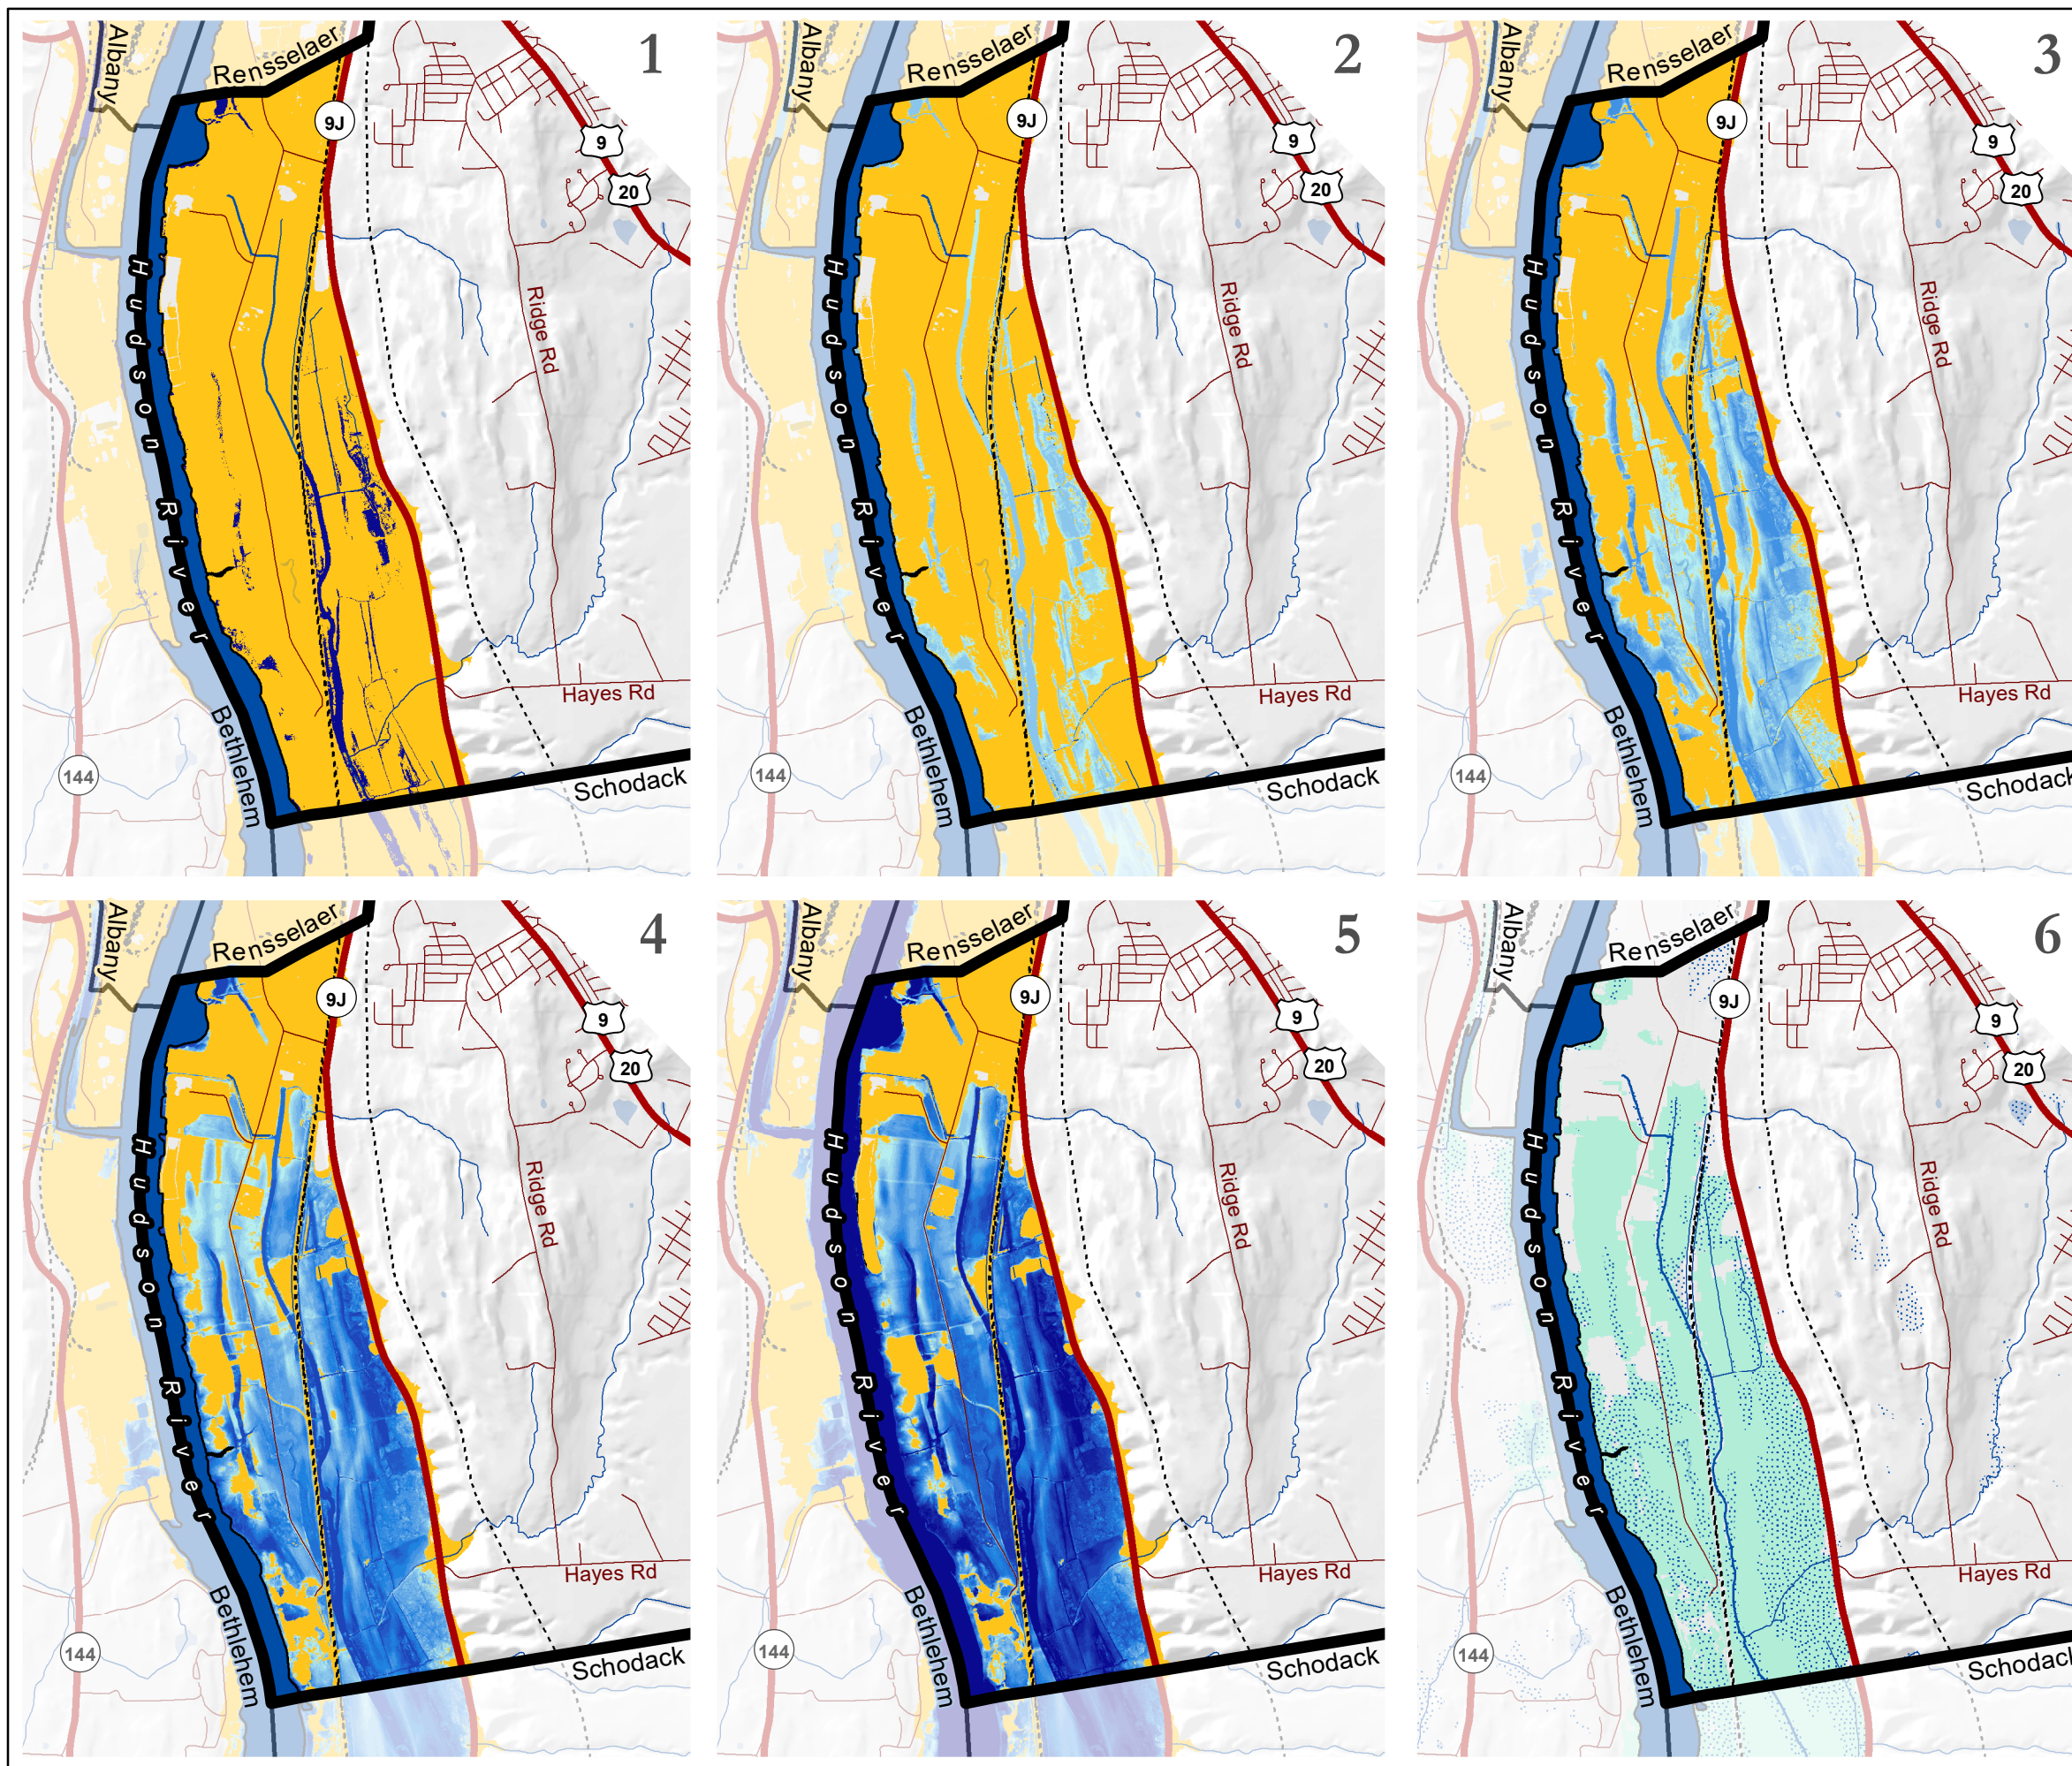 1
Albany
Rensselaer
9J
9
20
Hudson River
Ridge Rd
Hayes Rd
Bethlehem
144
Schodack
2
Albany
Rensselaer
9J
9
20
Hudson River
Ridge Rd
Hayes Rd
Bethlehem
144
Schodack
3
Albany
Rensselaer
9J
9
20
Hudson River
Ridge Rd
Hayes Rd
Bethlehem
144
Schodack
4
Albany
Rensselaer
9J
9
20
Hudson River
Ridge Rd
Hayes Rd
Bethlehem
144
Schodack
5
Albany
Rensselaer
9J
9
20
Hudson River
Ridge Rd
Hayes Rd
Bethlehem
144
Schodack
6
Albany
Rensselaer
9J
9
20
Hudson River
Ridge Rd
Hayes Rd
Bethlehem
144
Schodack